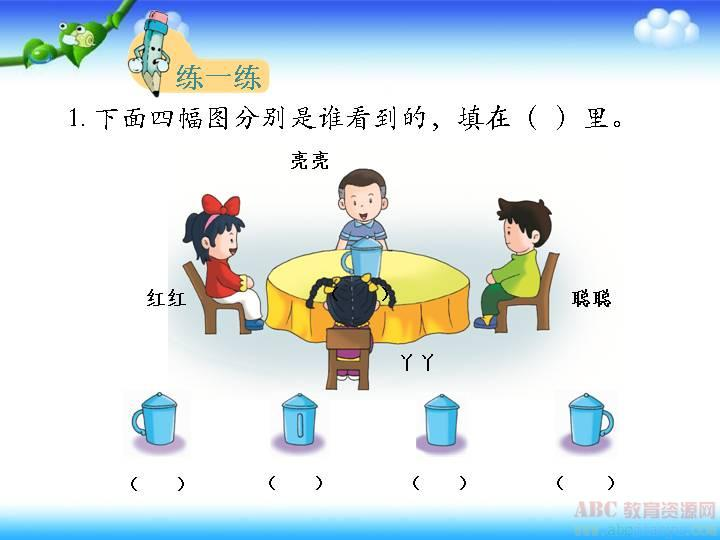 练一练
1. 下面四幅图分别是谁看到的，填在（ ）里。
亮亮
红红
聪聪
丫丫
（ ） （ ） （ ） （ ）
ABC 教育资源网